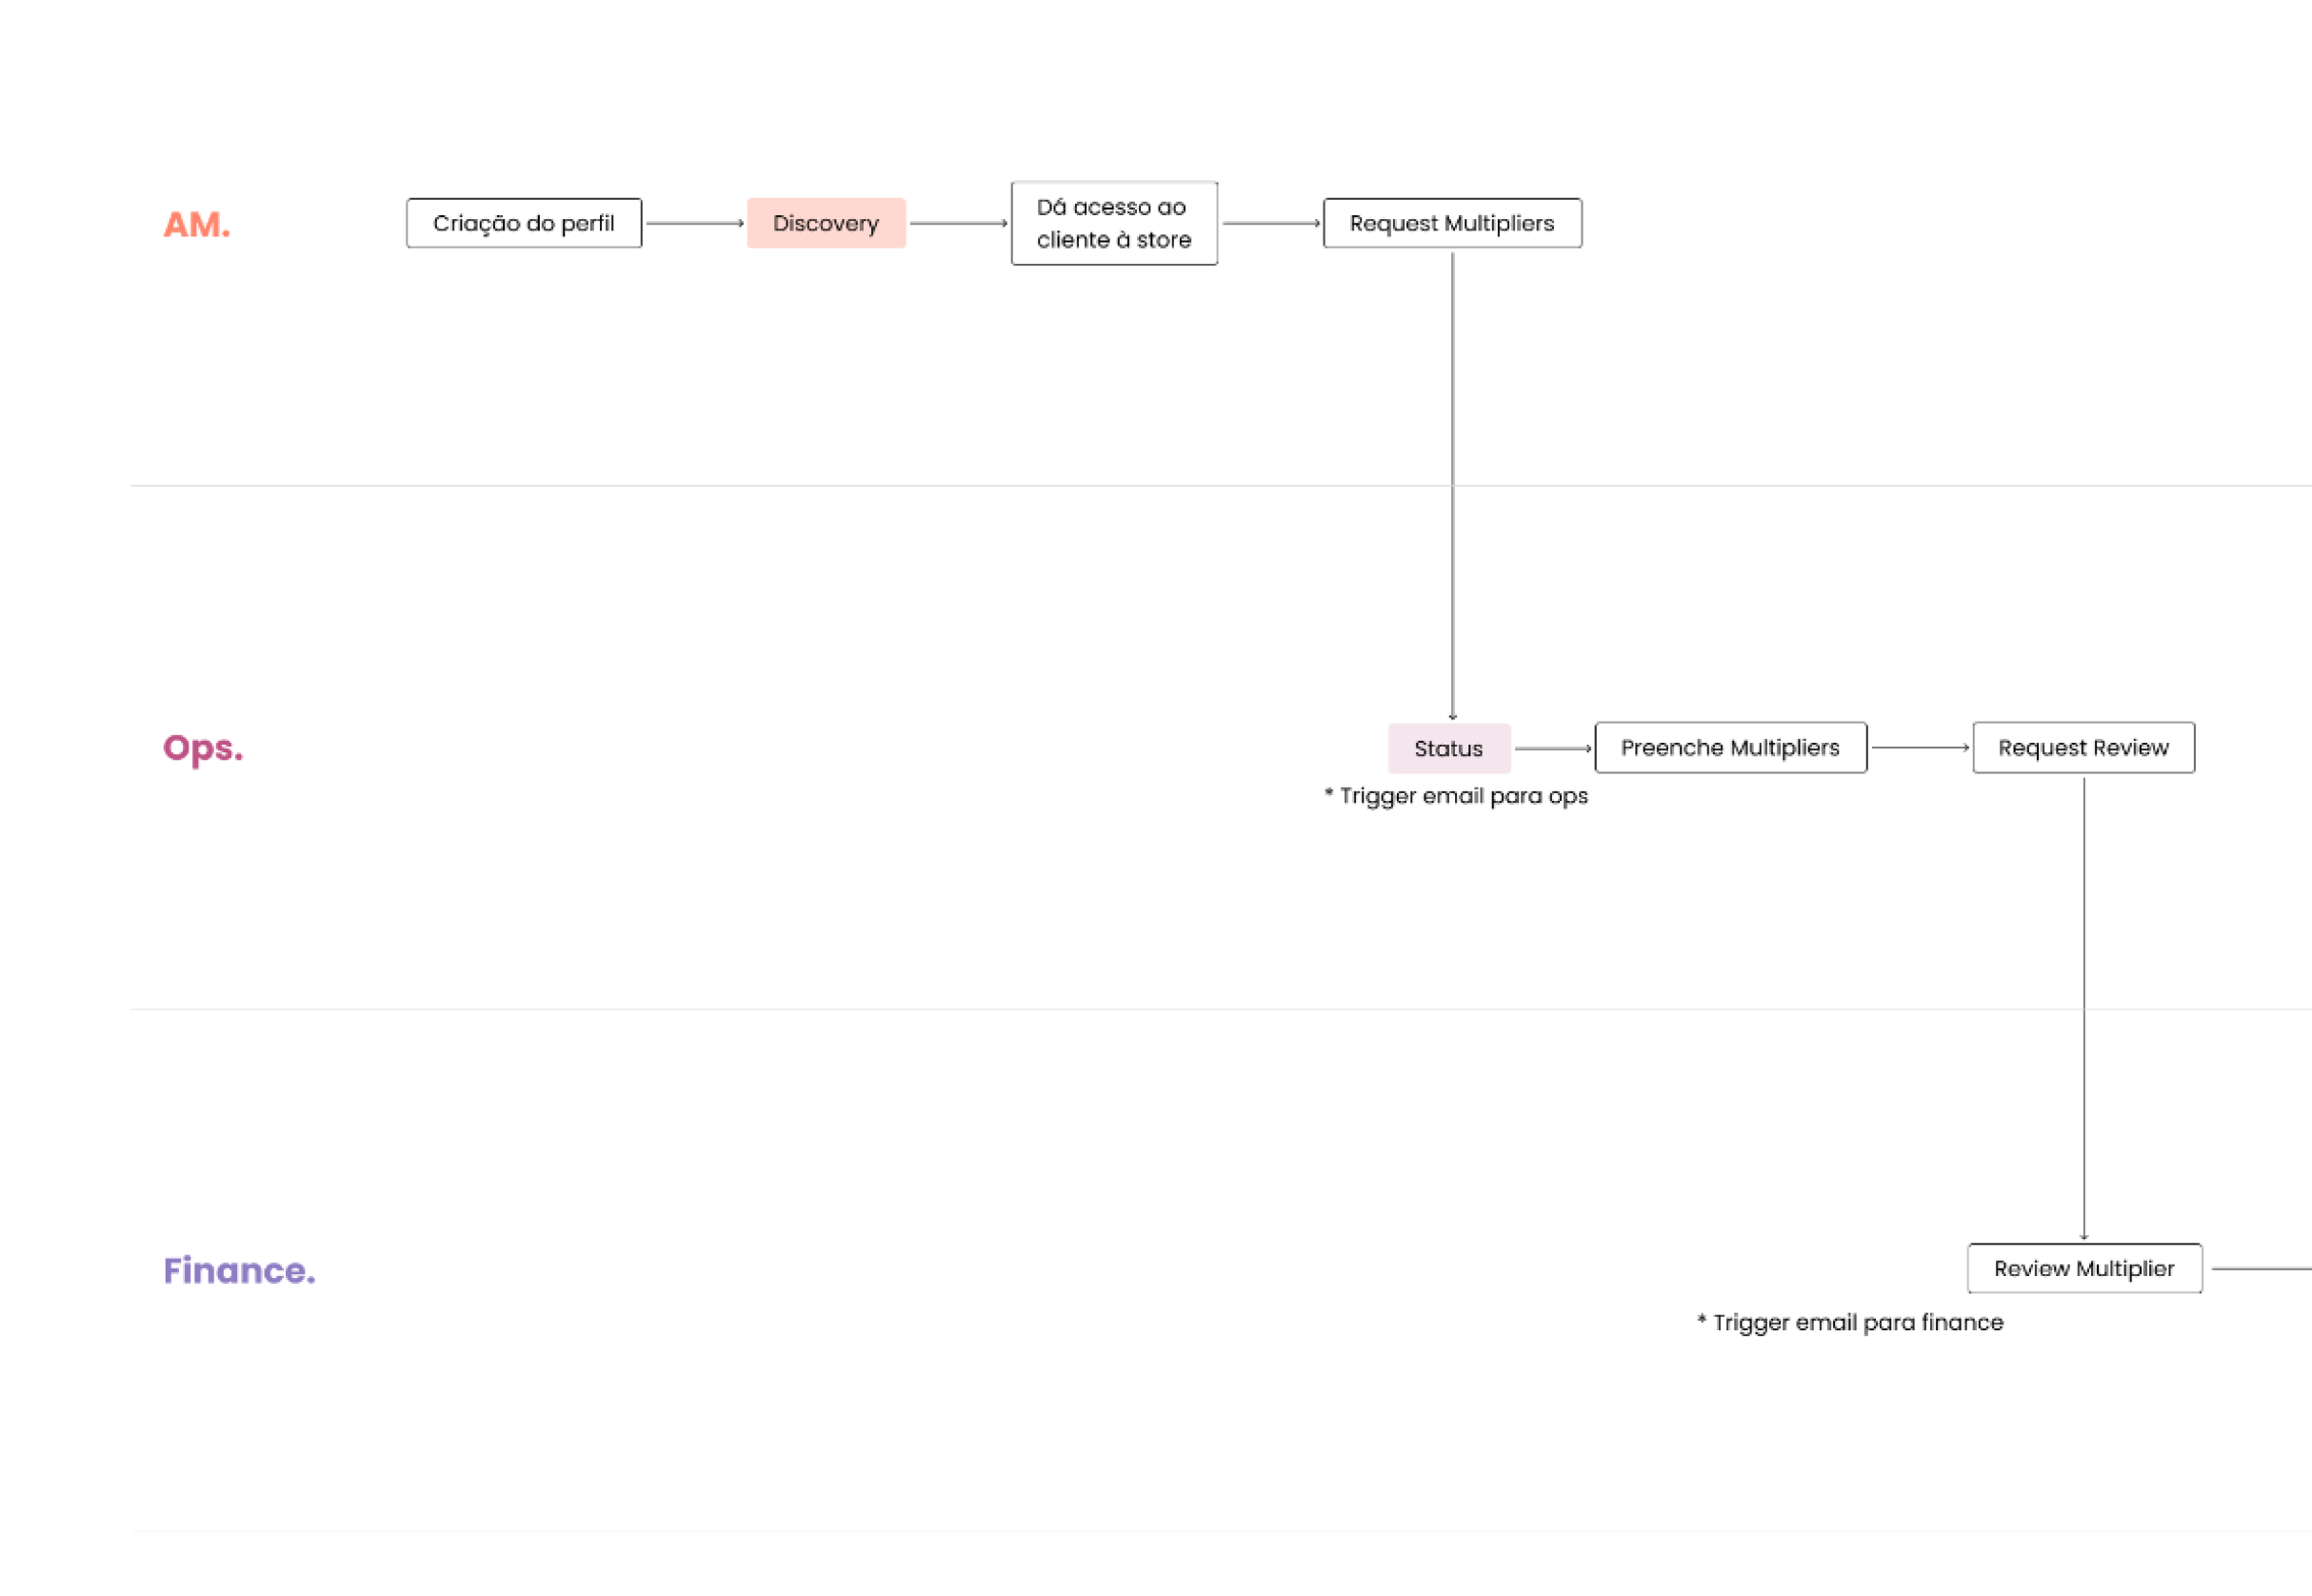 AM.
Criação do perfil
Discovery
Dá acesso ao
cliente à store
Request Multipliers
Ops.
Status
Preenche Multipliers
Request Review
* Trigger email para ops
Finance.
Review Multiplier
* Trigger email para finance